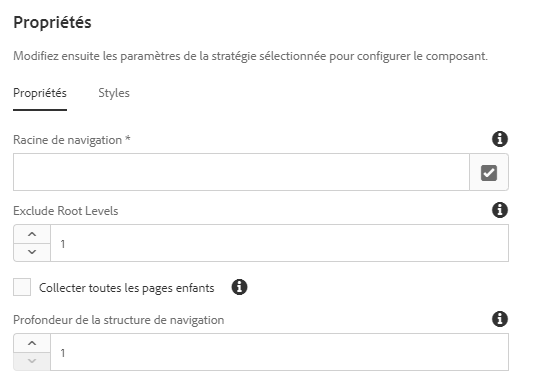 Propriétés
Modifiez ensuite les paramètres de la stratégie sélectionnée pour configurer le composant.
Propriétés Styles
Racine de navigation *
Exclude Root Levels
1
Collecter toutes les pages enfants
Profondeur de la structure de navigation
1